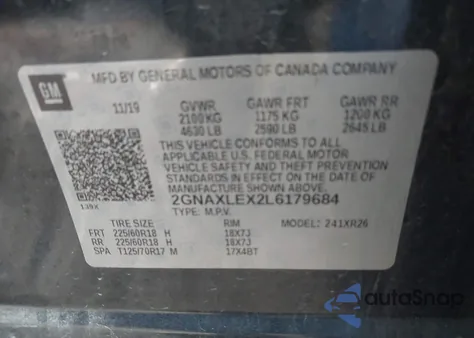 GM
MFD BY GENERAL MOTORS OF CANADA COMPANY
11/19 GVWR GAWR FRT GAWR RR
2100 KG 1175 KG 1200 KG
4630 LB 2590 LB 2645 LB
THIS VEHICLE CONFORMS TO ALL
APPLICABLE U.S. FEDERAL MOTOR
VEHICLE SAFETY AND THEFT PREVENTION
STANDARDS IN EFFECT ON THE DATE OF
MANUFACTURE SHOWN ABOVE.
139X 2GNAXLEX2L6179684
TYPE: M.P.V. MODEL: 241XR26
TIRE SIZE RIM
FRT 225/60R18 H 18X7J
RR 225/60R18 H 18X7J
SPA T125/70R17 M 17X4BT
autoSnap